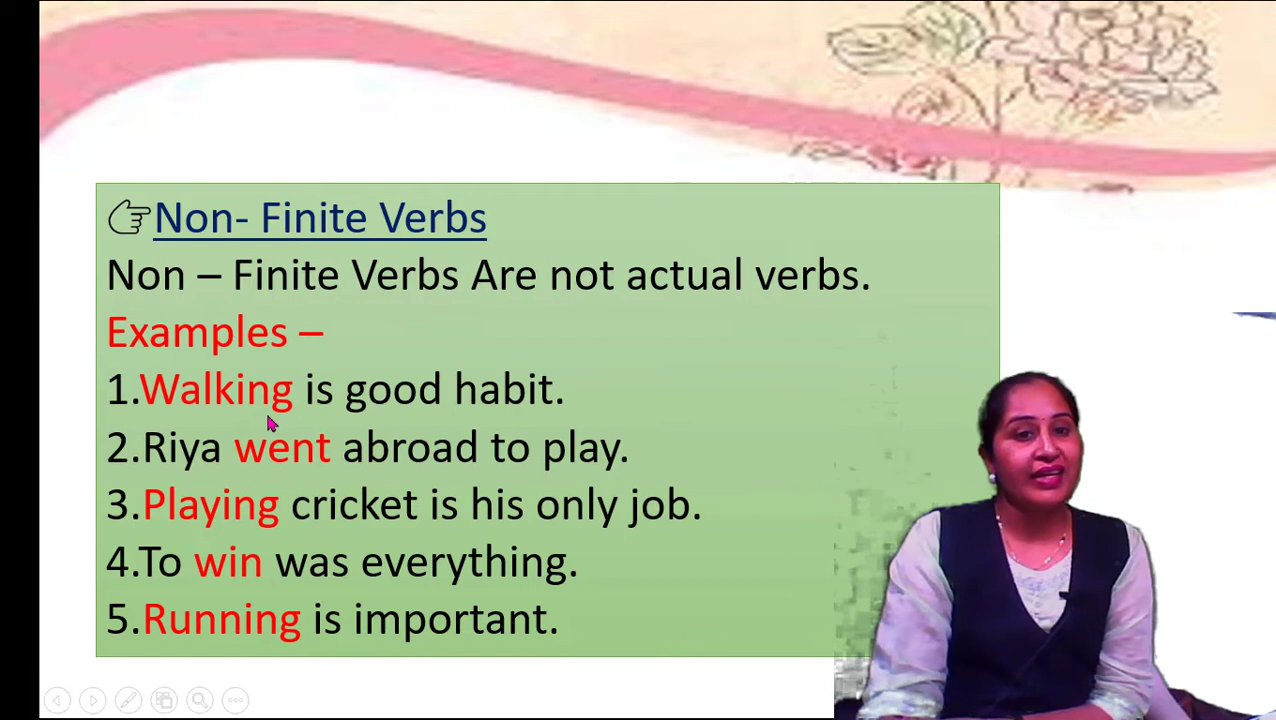 Non- Finite Verbs
Non – Finite Verbs Are not actual verbs.
Examples –
1.Walking is good habit.
2.Riya went abroad to play.
3.Playing cricket is his only job.
4.To win was everything.
5.Running is important.